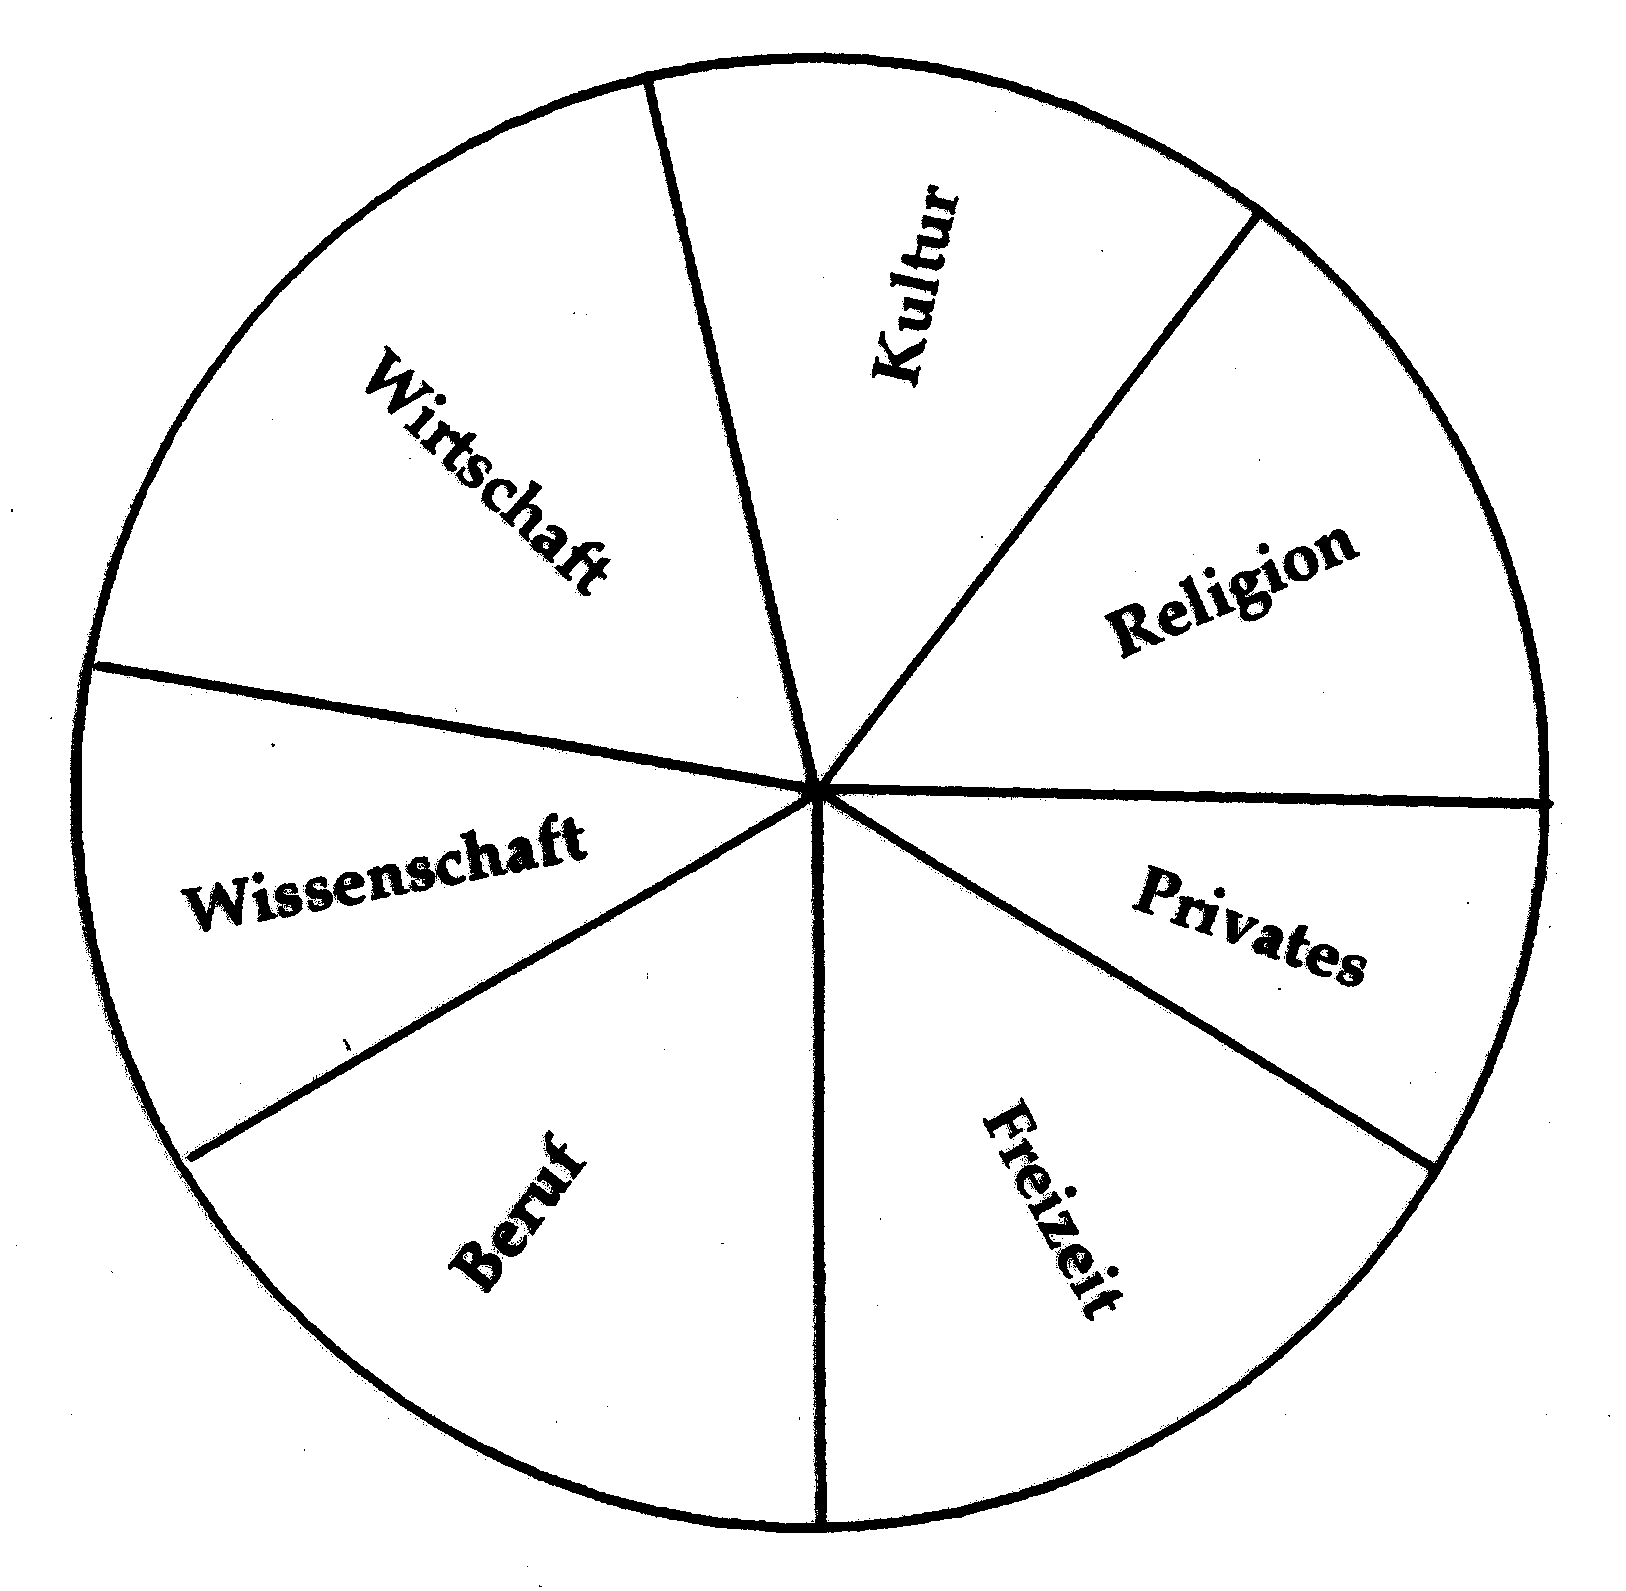 Kultur
Religion
Privates
Freizeit
Beruf
Wissenschaft
Wirtschaft